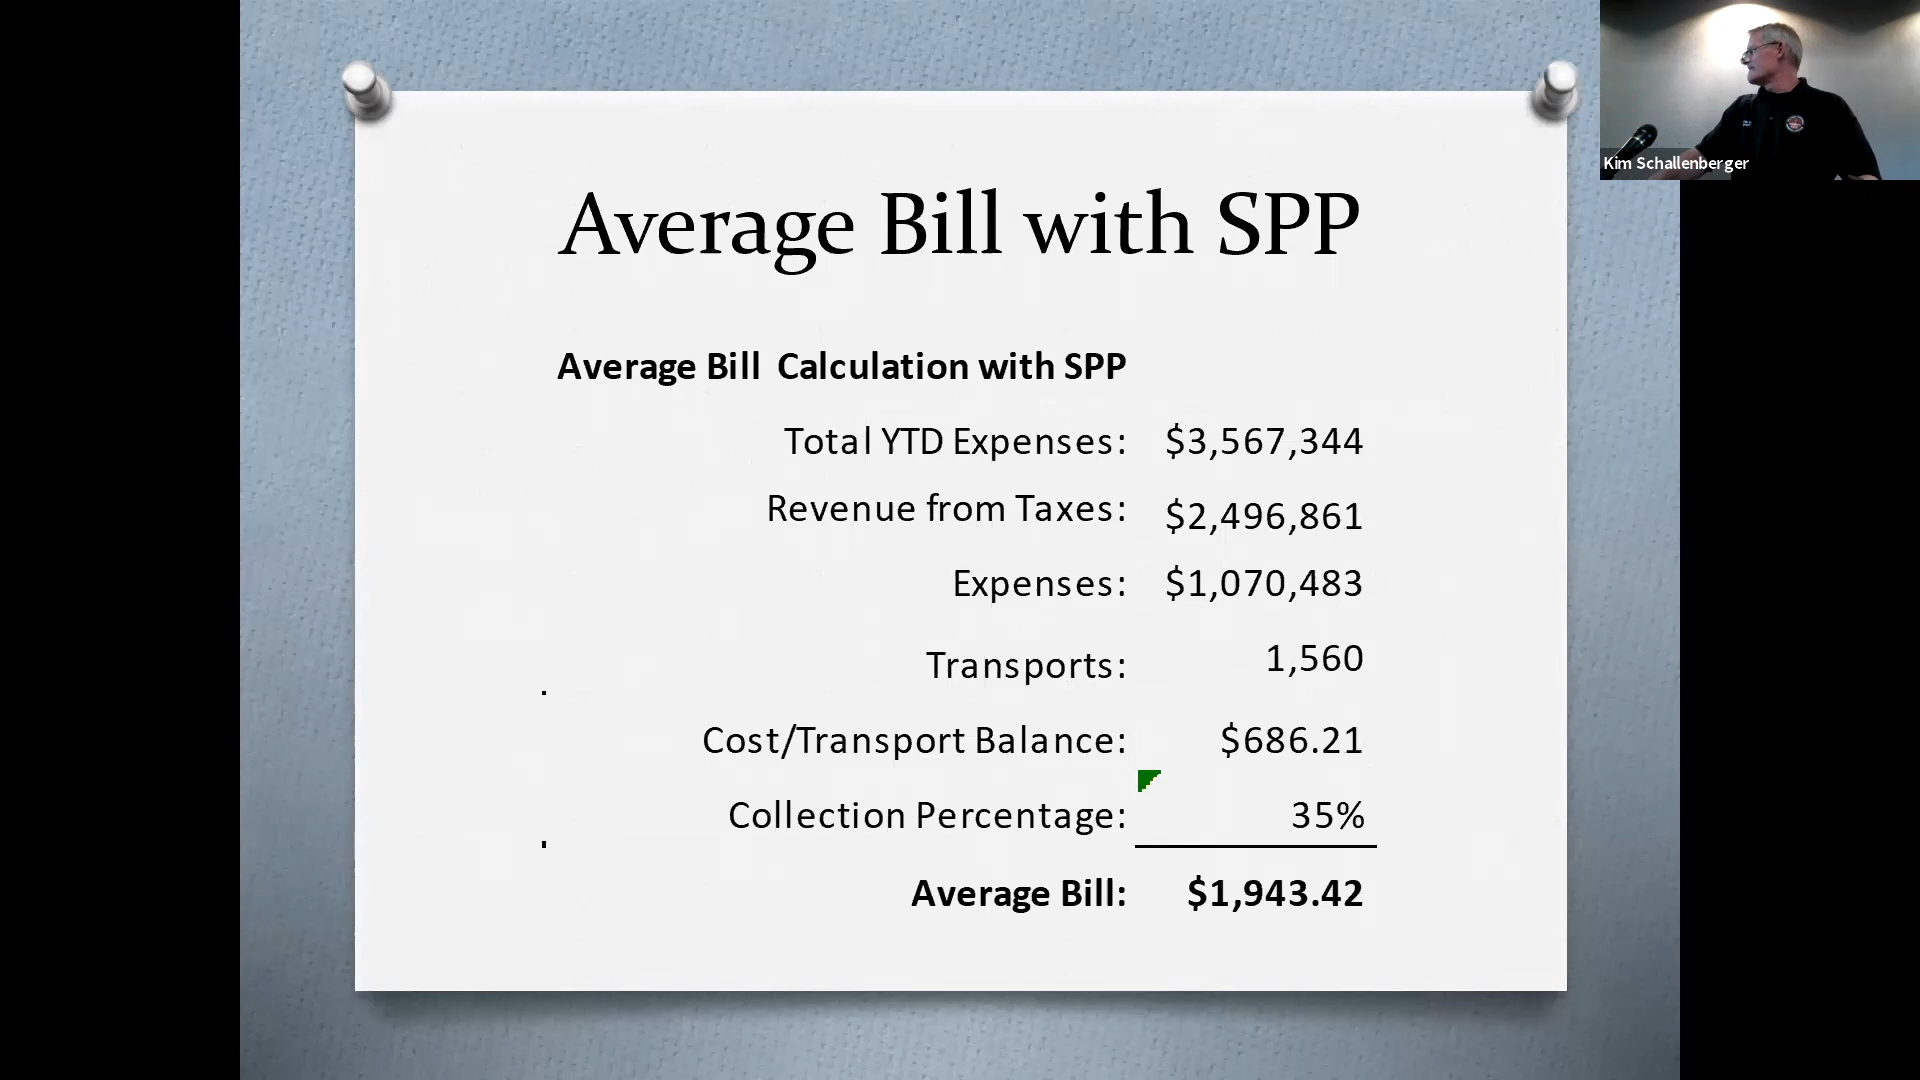 Kim Schallenberger
Average Bill with SPP
Average Bill Calculation with SPP
Total YTD Expenses: $3,567,344
Revenue from Taxes: $2,496,861
Expenses: $1,070,483
Transports: 1,560
Cost/Transport Balance: $686.21
Collection Percentage: 35%
Average Bill: $1,943.42